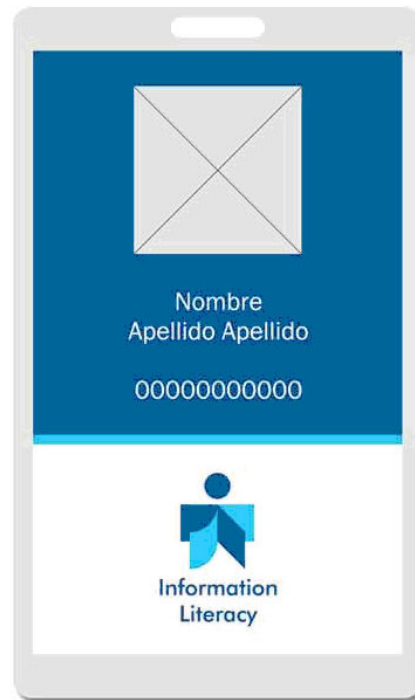 Nombre
Apellido Apellido
00000000000
Information
Literacy